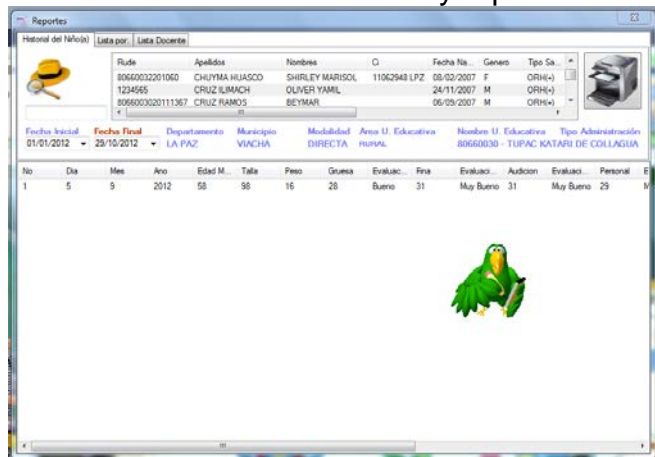 Reportes
Historial del Niño(a) Lista por. Lista Docente
Rude Apellidos Nombres Ci Fecha Na... Genero Tipo Sa...
80660032201060 CHUYMA HUASCO SHIRLEY MARISOL 11062948 LPZ 08/02/2007 F ORH(+)
1234565 CRUZ ILIMACH OLIVER YAMIL 24/11/2007 M ORH(+)
8066003020111367 CRUZ RAMOS BEYMAR 06/09/2007 M ORH(+)
Fecha Inicial Fecha Final Departamento Municipio Modalidad Area U. Educativa Nombre U. Educativa Tipo Administración
01/01/2012 29/10/2012 LA PAZ VIACHA DIRECTA RURAL 80660030 - TUPAC KATARI DE COLLAGUA
No Dia Mes Ano Edad M... Talla Peso Gruesa Evaluac... Fina Evaluaci... Audicion Evaluaci... Personal E
1 5 9 2012 58 98 16 28 Bueno 31 Muy Bueno 31 Muy Bueno 29 M